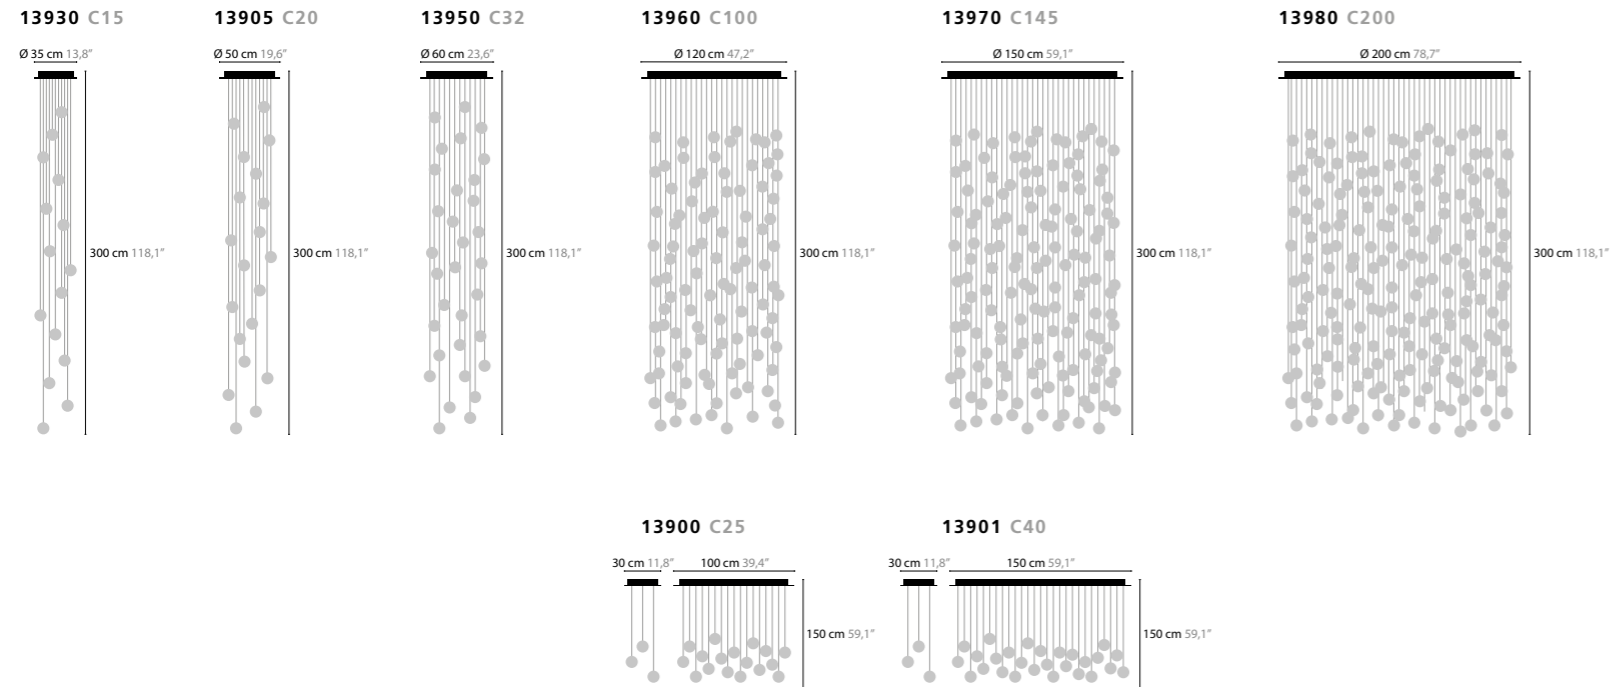 13930 C15
13905 C20
13950 C32
13960 C100
13970 C145
13980 C200
Ø 35 cm 13,8”
Ø 50 cm 19,6”
Ø 60 cm 23,6”
Ø 120 cm 47,2”
Ø 150 cm 59,1”
Ø 200 cm 78,7”
300 cm 118,1”
300 cm 118,1”
300 cm 118,1”
300 cm 118,1”
300 cm 118,1”
300 cm 118,1”
13900 C25
13901 C40
30 cm 11,8”
100 cm 39,4”
30 cm 11,8”
150 cm 59,1”
150 cm 59,1”
150 cm 59,1”